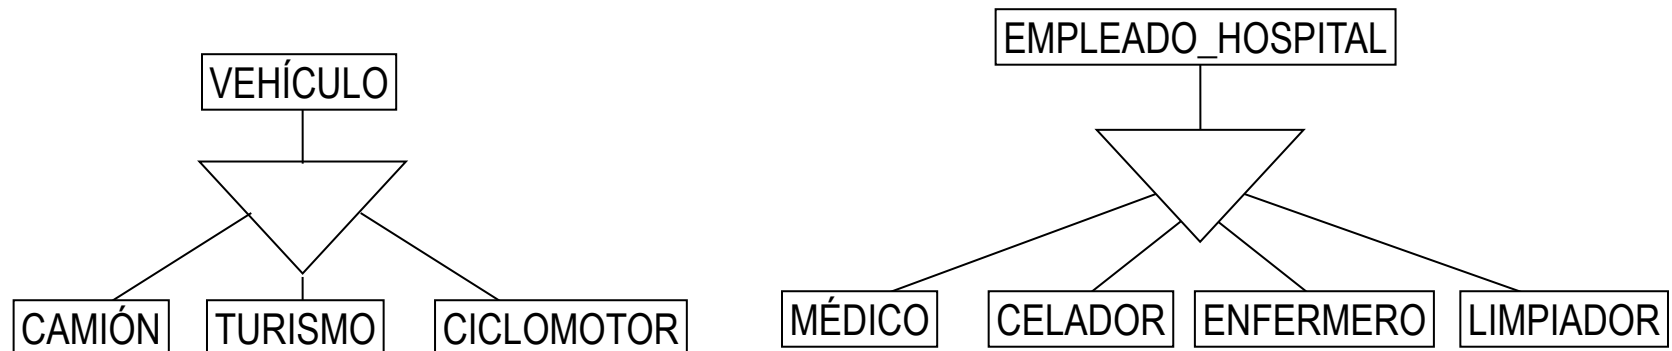 EMPLEADO_HOSPITAL
VEHÍCULO
CAMIÓN TURISMO CICLOMOTOR MÉDICO CELADOR ENFERMERO LIMPIADOR